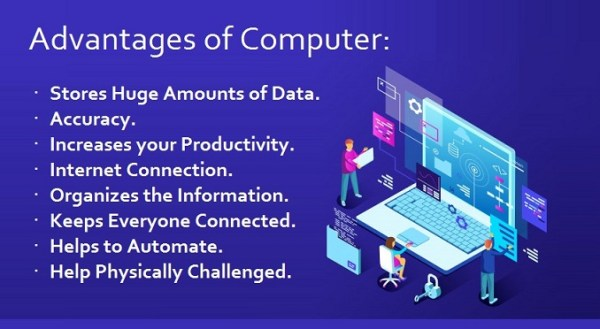 Advantages of Computer:
· Stores Huge Amounts of Data.
· Accuracy.
· Increases your Productivity.
· Internet Connection.
· Organizes the Information.
· Keeps Everyone Connected.
· Helps to Automate.
· Help Physically Challenged.